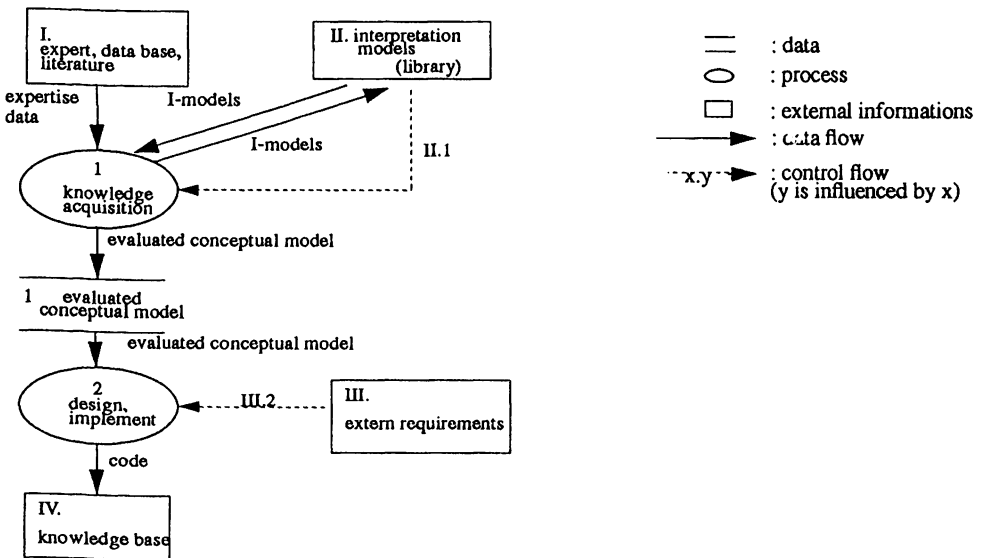 I.
expert, data base,
literature
II. interpretation
models
(library)
expertise
data
I-models
I-models
II.1
1
knowledge
acquisition
evaluated conceptual model
1 evaluated
conceptual model
evaluated conceptual model
2
design,
implement
III.2
III.
extern requirements
code
IV.
knowledge base
: data
: process
: external informations
: data flow
x.y : control flow
(y is influenced by x)